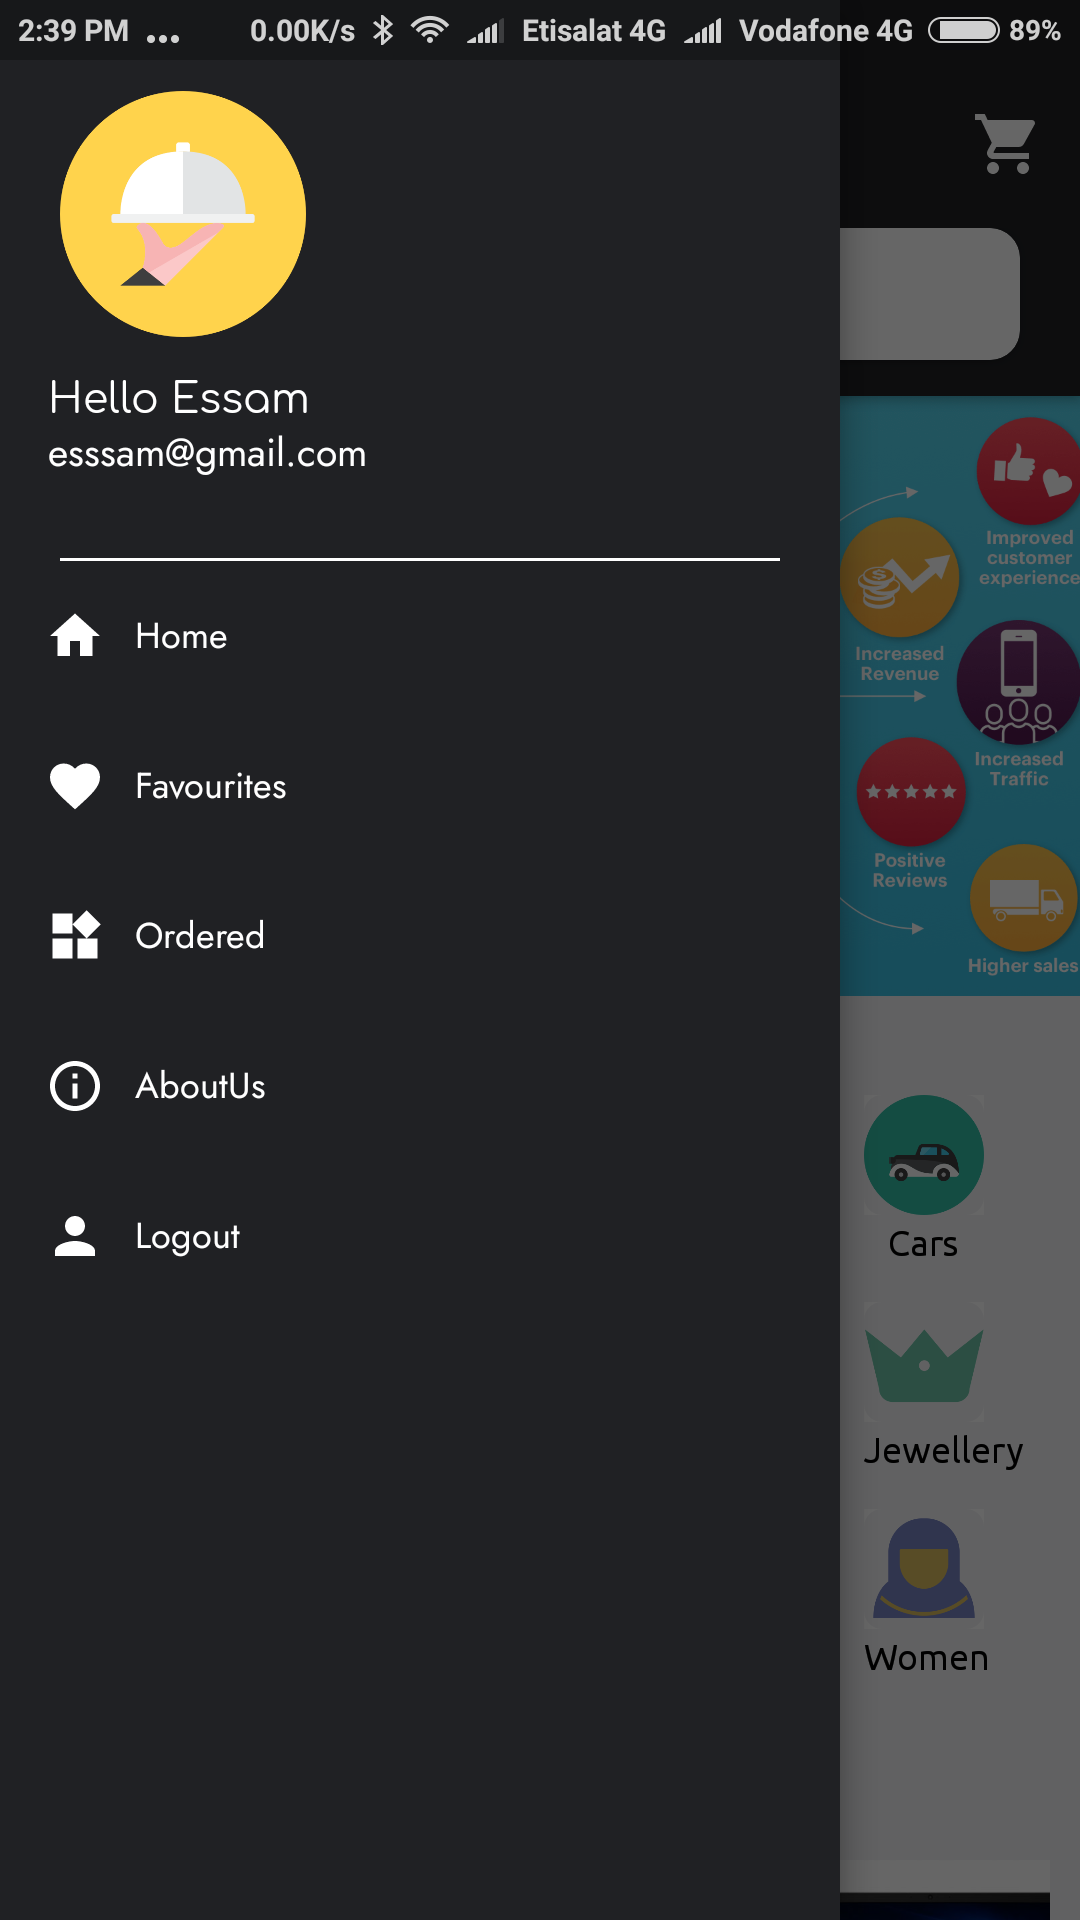 2:39 PM ... 0.00K/s Etisalat 4G Vodafone 4G 89%
Hello Essam
esssam@gmail.com
Home
Favourites
Ordered
AboutUs
Logout
Improved
customer
experience
Increased
Revenue
Increased
Traffic
Positive
Reviews
Higher sales
Cars
Jewellery
Women